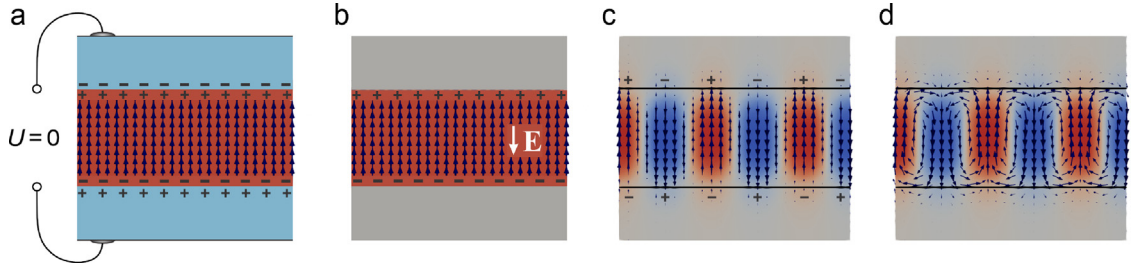 a b c d
+ − + − + −
U = 0
E
− + − + − +